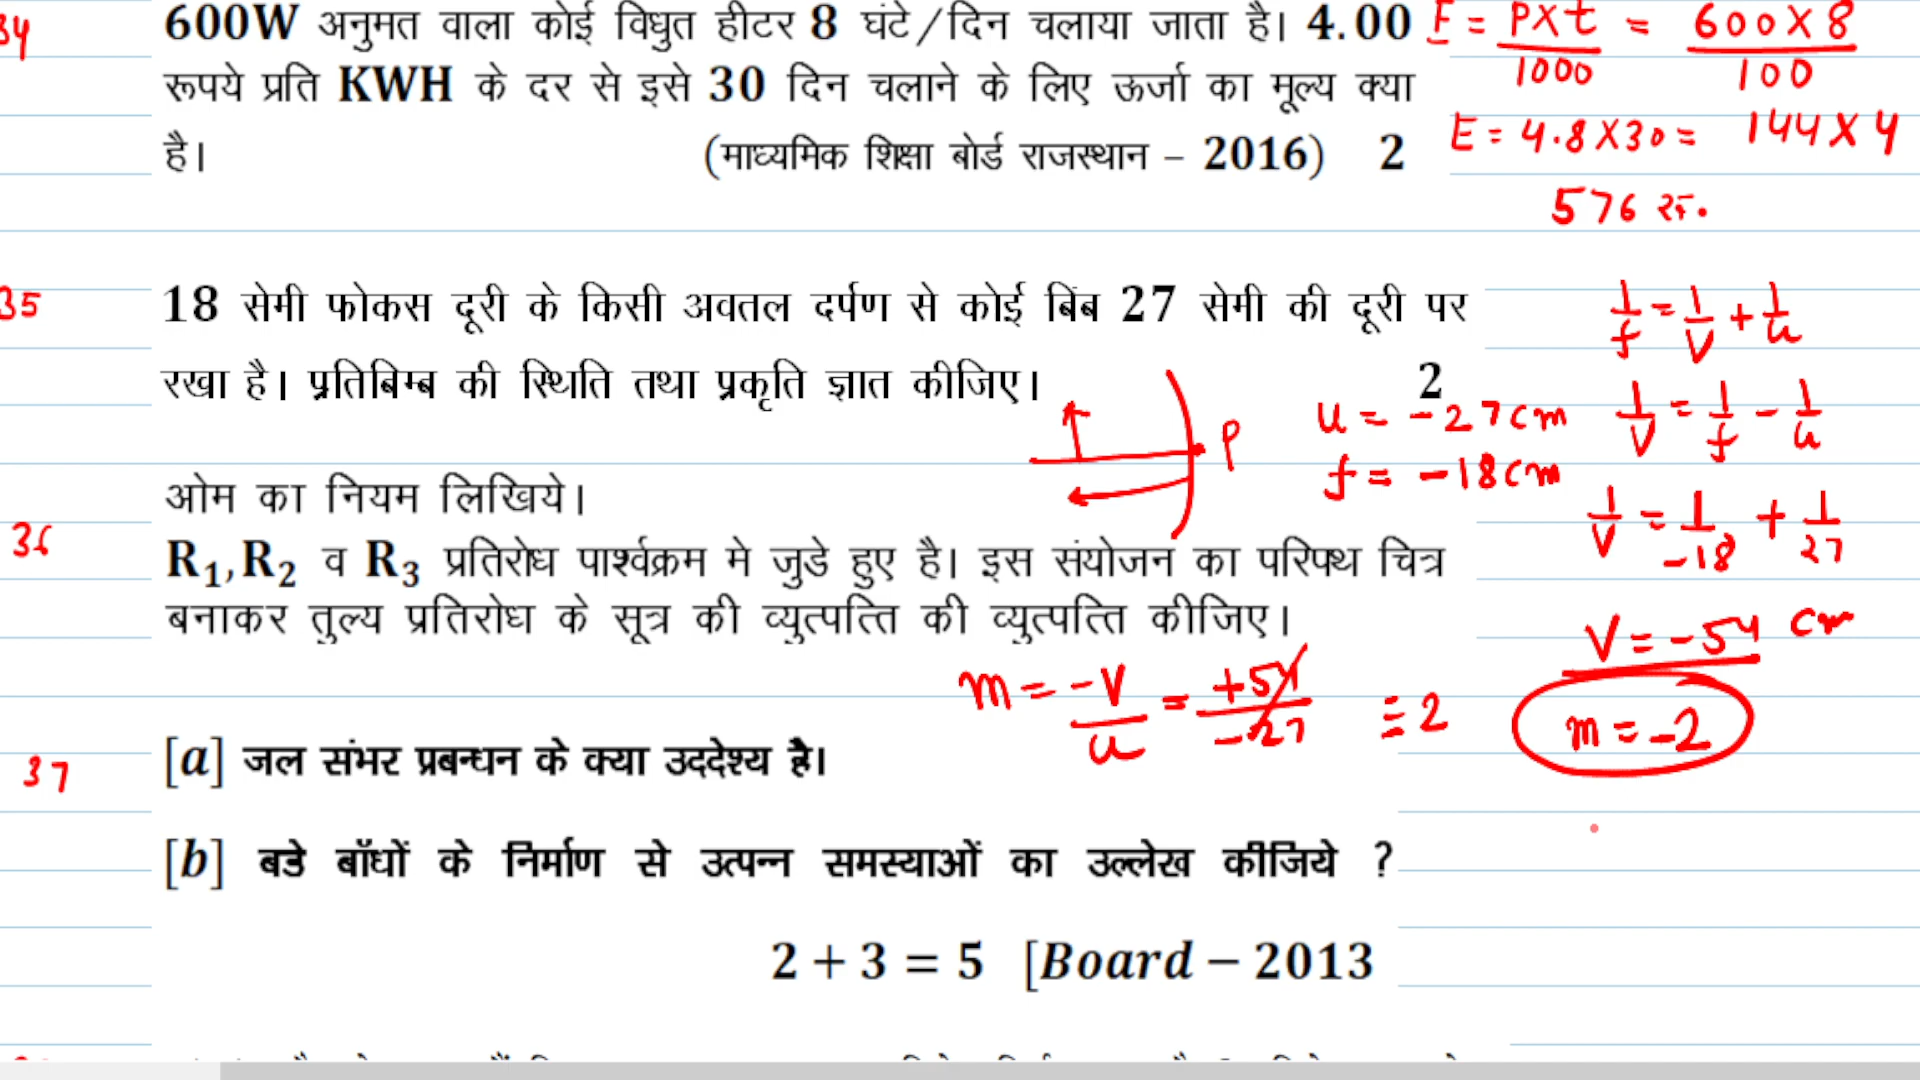 34
600W अनुमत वाला कोई विधुत हीटर 8 घंटे/दिन चलाया जाता है। 4.00
रूपये प्रति KWH के दर से इसे 30 दिन चलाने के लिए ऊर्जा का मूल्य क्या
है।
(माध्यमिक शिक्षा बोर्ड राजस्थान – 2016) 2
E = P×t/1000 = 600×8/100
E = 4.8×30 = 144×4
576 रु.
35
18 सेमी फोकस दूरी के किसी अवतल दर्पण से कोई बिंब 27 सेमी की दूरी पर
रखा है। प्रतिबिम्ब की स्थिति तथा प्रकृति ज्ञात कीजिए।
2
P
u = -27cm
f = -18cm
1/f = 1/v + 1/u
1/v = 1/f - 1/u
1/v = 1/-18 + 1/27
V = -54 cm
m = -v/u = +54/-27 = 2
m = -2
36
ओम का नियम लिखिये।
R₁,R₂ व R₃ प्रतिरोध पार्श्वक्रम मे जुडे हुए है। इस संयोजन का परिपथ चित्र
बनाकर तुल्य प्रतिरोध के सूत्र की व्युत्पत्ति की व्युत्पत्ति कीजिए।
37
[a] जल संभर प्रबन्धन के क्या उददेश्य है।
[b] बडे बाँधों के निर्माण से उत्पन्न समस्याओं का उल्लेख कीजिये ?
2 + 3 = 5 [Board – 2013